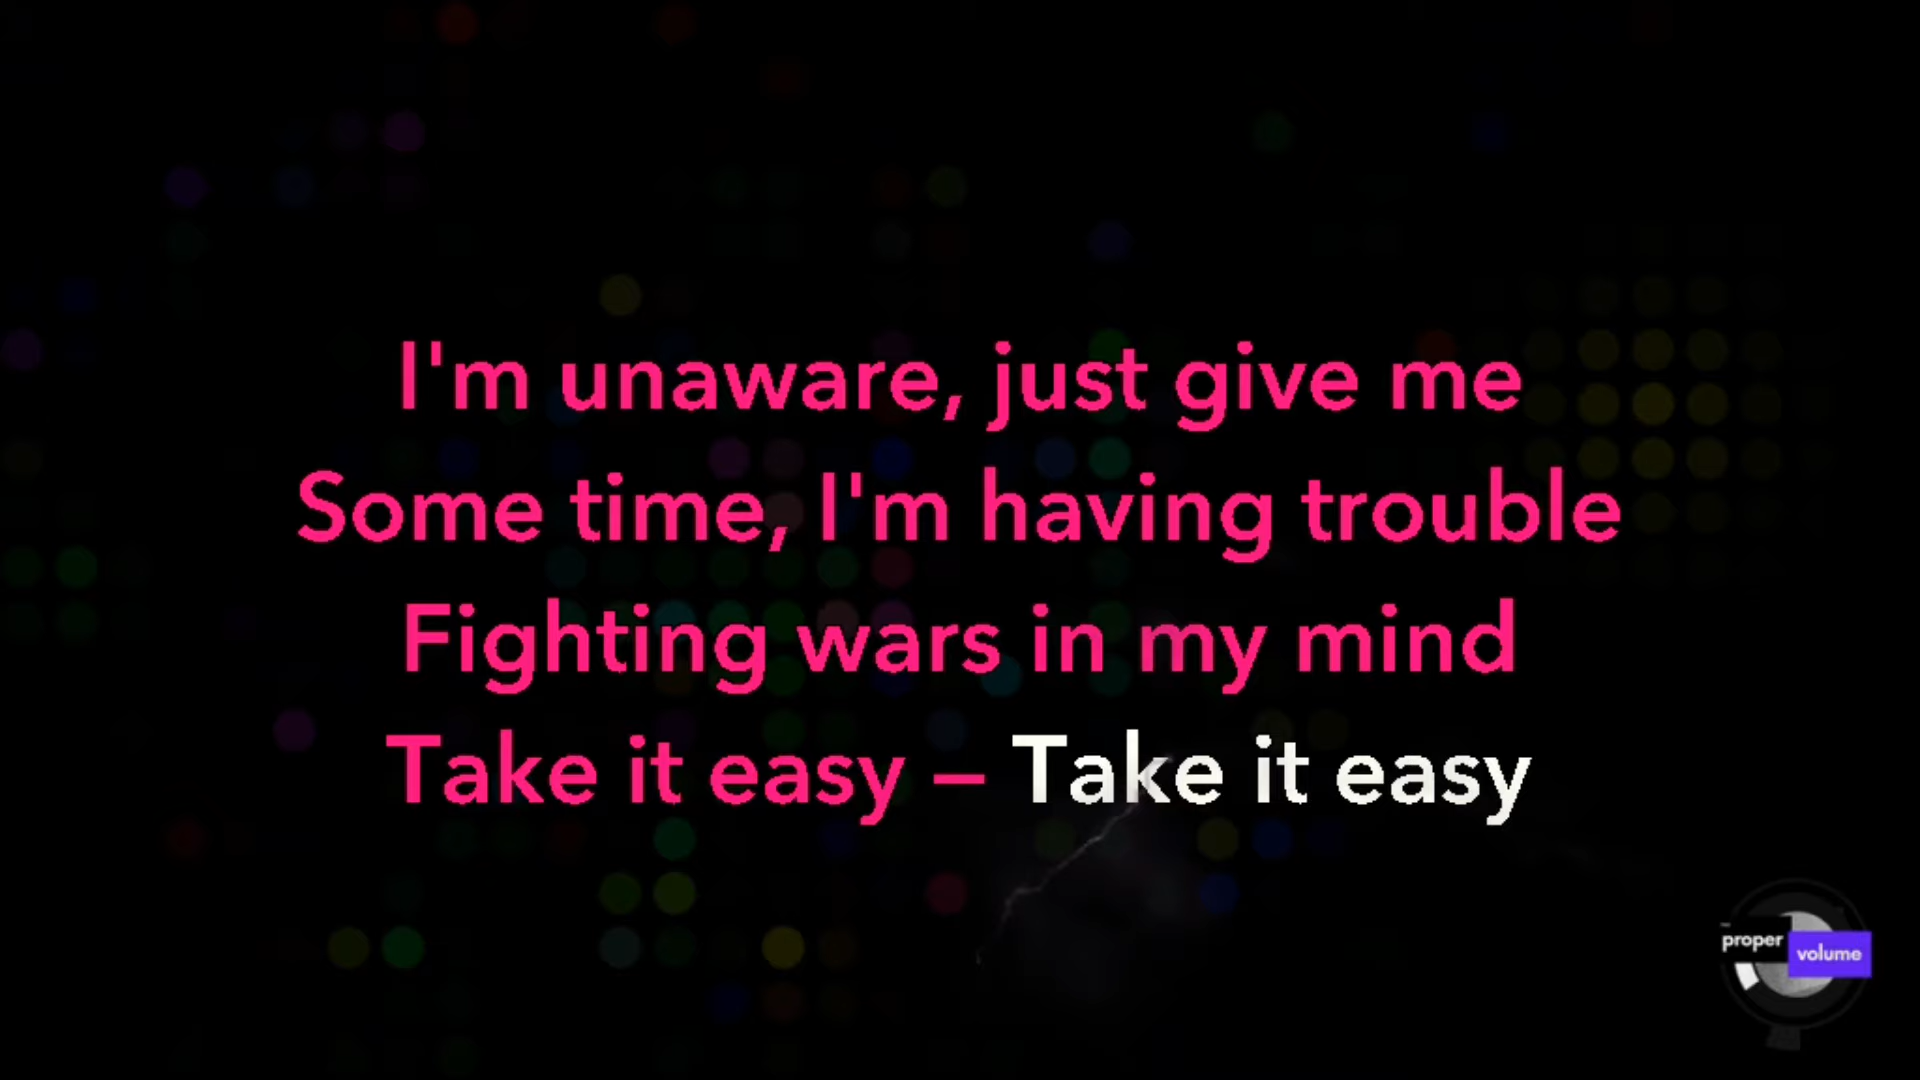 I'm unaware, just give me
Some time, I'm having trouble
Fighting wars in my mind
Take it easy – Take it easy
proper
volume